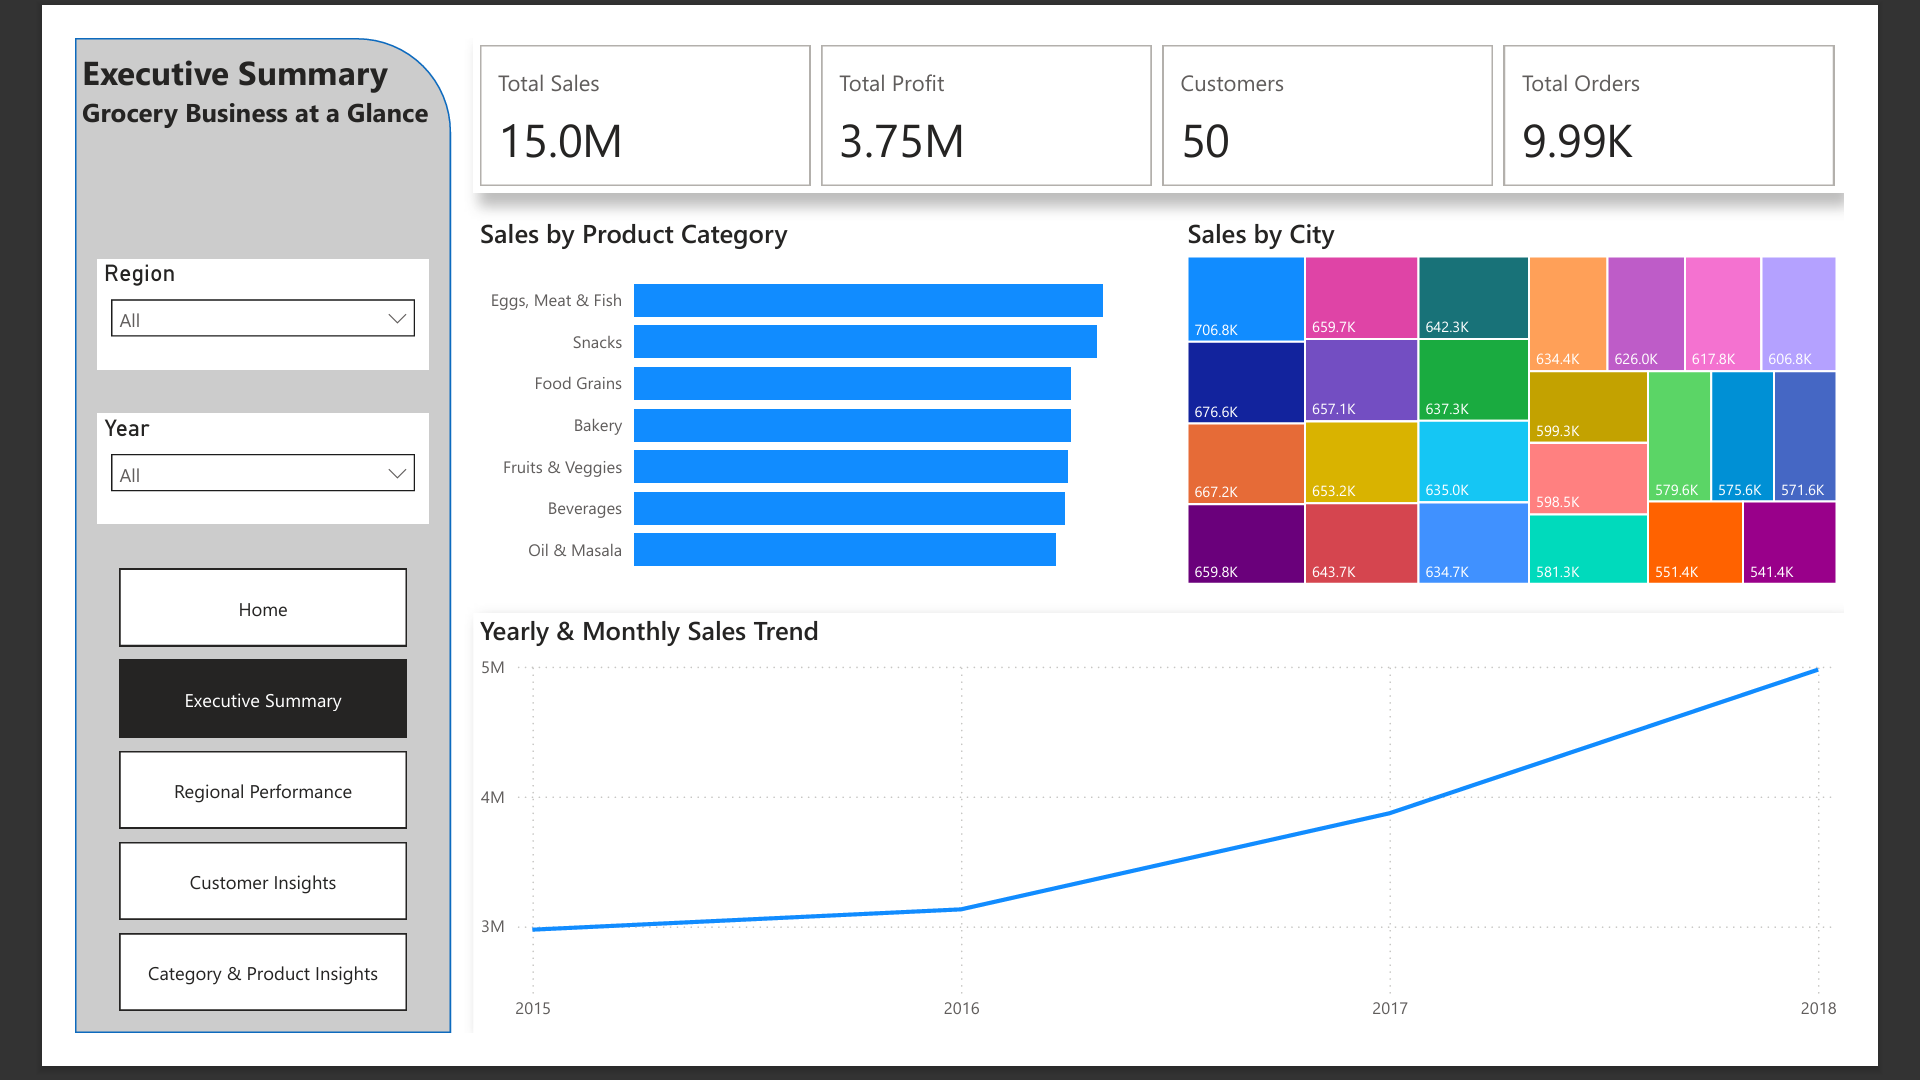 Executive Summary
Grocery Business at a Glance
Region
All
Year
All
Home
Executive Summary
Regional Performance
Customer Insights
Category & Product Insights
Total Sales
15.0M
Total Profit
3.75M
Customers
50
Total Orders
9.99K
Sales by Product Category
Eggs, Meat & Fish
Snacks
Food Grains
Bakery
Fruits & Veggies
Beverages
Oil & Masala
Sales by City
706.8K
676.6K
667.2K
659.8K
659.7K
657.1K
653.2K
643.7K
642.3K
637.3K
635.0K
634.7K
634.4K
626.0K
617.8K
606.8K
599.3K
598.5K
581.3K
579.6K
575.6K
571.6K
551.4K
541.4K
Yearly & Monthly Sales Trend
5M
4M
3M
2015
2016
2017
2018